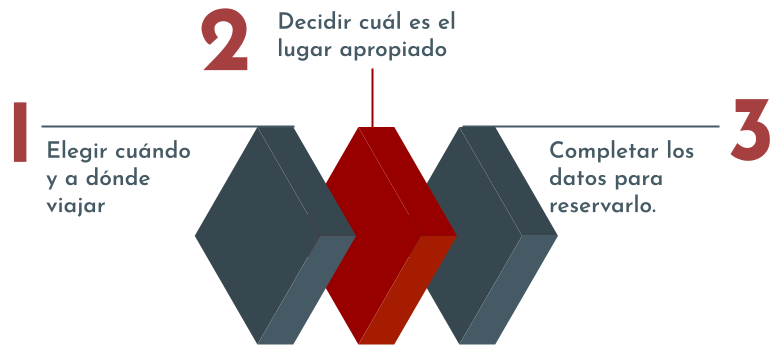 1
Elegir cuándo
y a dónde
viajar
2
Decidir cuál es el
lugar apropiado
3
Completar los
datos para
reservarlo.